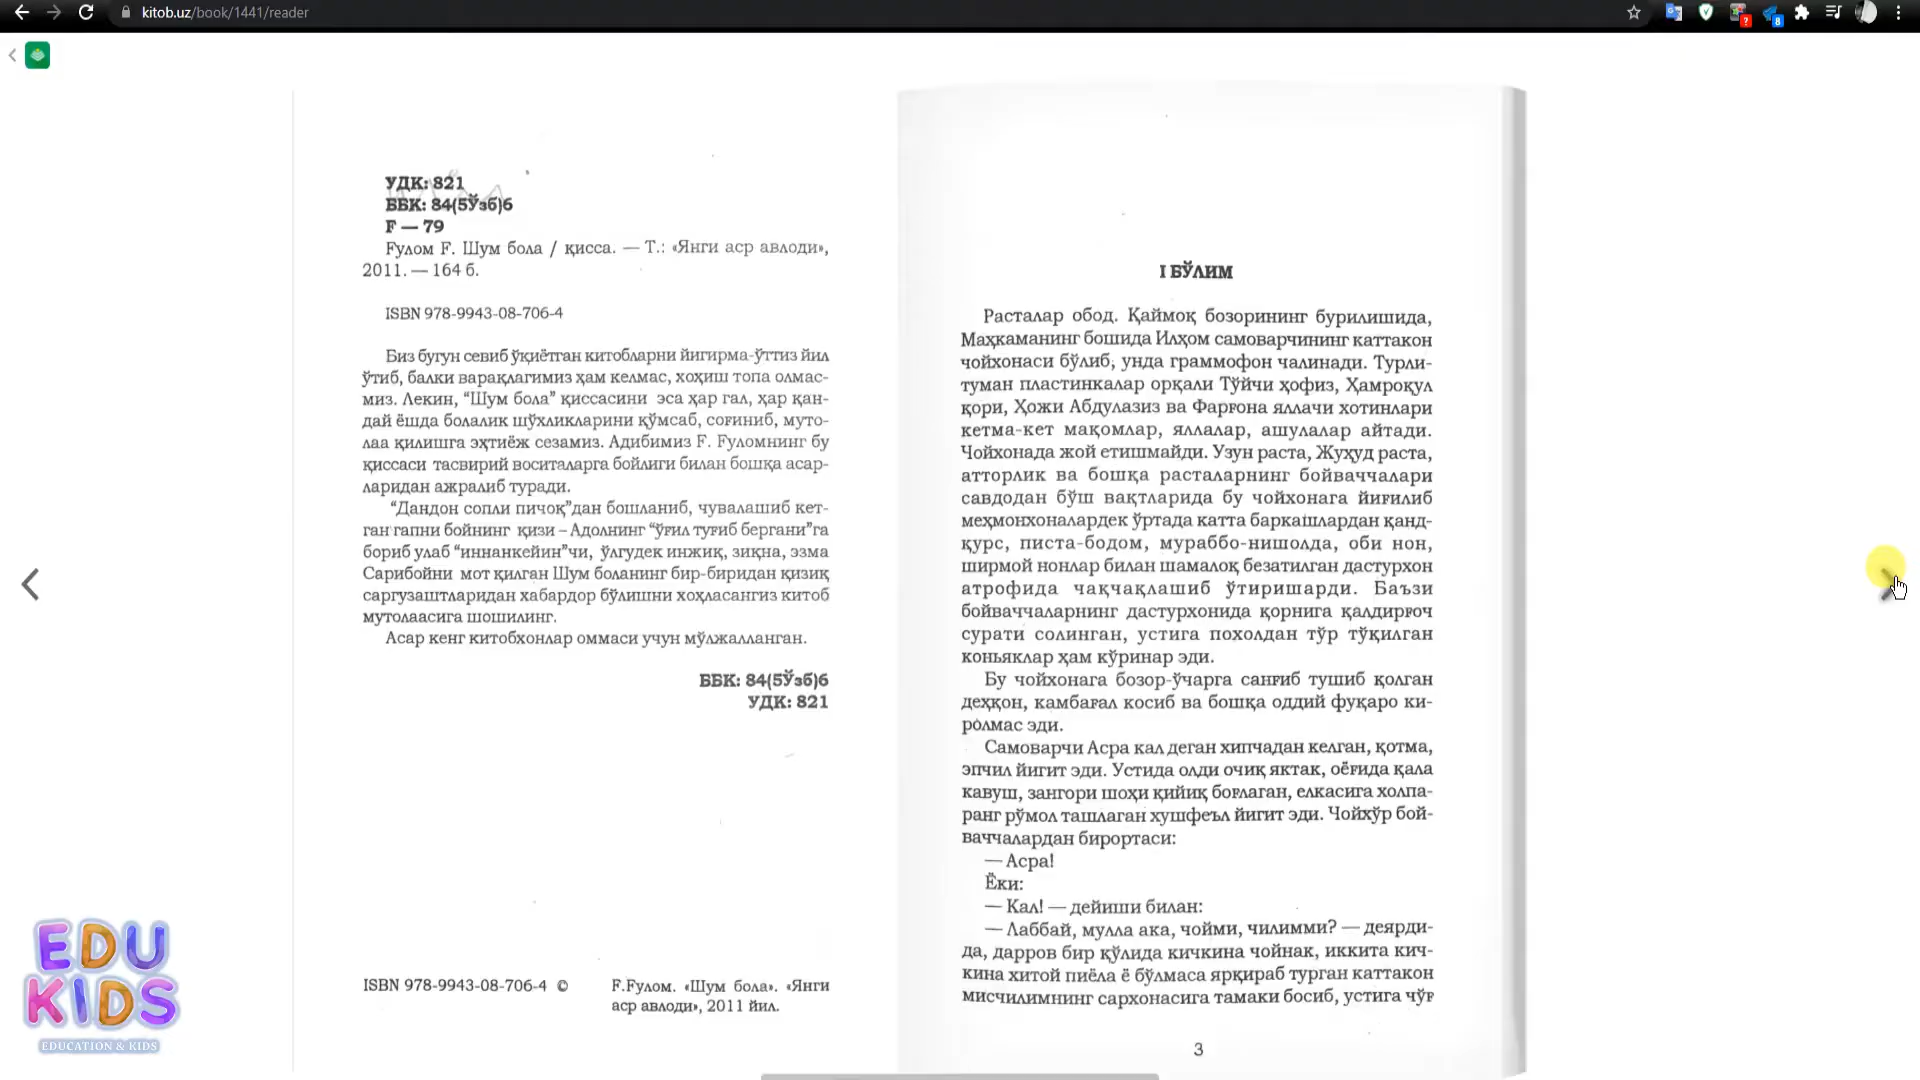 kitob.uz/book/1441/reader
УДК: 821
ББК: 84(5Ўзб)6
Ғ — 79
Ғулом Ғ. Шум бола / қисса. — Т.: «Янги аср авлоди»,
2011. — 164 б.
ISBN 978-9943-08-706-4
Биз бугун севиб ўқиётган китобларни йигирма-ўттиз йил
ўтиб, балки варақлагимиз ҳам келмас, хоҳиш топа олмас-
миз. Лекин, “Шум бола” қиссасини эса ҳар гал, ҳар қан-
дай ёшда болалик шўхликларини қўмсаб, соғиниб, муто-
лаа қилишга эҳтиёж сезамиз. Адибимиз Ғ. Ғуломнинг бу
қиссаси тасвирий воситаларга бойлиги билан бошқа асар-
ларидан ажралиб туради.
“Дандон сопли пичоқ”дан бошланиб, чувалашиб кет-
ган гапни бойнинг қизи – Адолнинг “ўғил туғиб бергани”га
бориб улаб “иннанкейин”чи, ўлгудек инжиқ, зиқна, эзма
Сарибойни мот қилган Шум боланинг бир-биридан қизиқ
саргузаштларидан хабардор бўлишни хоҳласангиз китоб
мутолаасига шошилинг.
Асар кенг китобхонлар оммаси учун мўлжалланган.
ББК: 84(5Ўзб)6
УДК: 821
ISBN 978-9943-08-706-4 ©
Ғ.Ғулом. «Шум бола». «Янги
аср авлоди», 2011 йил.
EDU
KIDS
EDUCATION & KIDS
I БЎЛИМ
Расталар обод. Қаймоқ бозорининг бурилишида,
Маҳкаманинг бошида Илҳом самоварчининг каттакон
чойхонаси бўлиб, унда граммофон чалинади. Турли-
туман пластинкалар орқали Тўйчи ҳофиз, Ҳамроқул
қори, Ҳожи Абдулазиз ва Фарғона яллачи хотинлари
кетма-кет мақомлар, яллалар, ашулалар айтади.
Чойхонада жой етишмайди. Узун раста, Жуҳуд раста,
атторлик ва бошқа расталарнинг бойваччалари
савдодан бўш вақтларида бу чойхонага йиғилиб
меҳмонхоналардек ўртада катта баркашлардан қанд-
қурс, писта-бодом, мураббо-нишолда, оби нон,
ширмой нонлар билан шамалоқ безатилган дастурхон
атрофида чақчақлашиб ўтиришарди. Баъзи
бойваччаларнинг дастурхонида қорнига қалдирғоч
сурати солинган, устига похолдан тўр тўқилган
коньяклар ҳам кўринар эди.
Бу чойхонага бозор-ўчарга санғиб тушиб қолган
деҳқон, камбағал косиб ва бошқа оддий фуқаро ки-
ролмас эди.
Самоварчи Асра кал деган хипчадан келган, қотма,
эпчил йигит эди. Устида олди очиқ яктак, оёғида қала
кавуш, зангори шоҳи қийиқ боғлаган, елкасига холпа-
ранг рўмол ташлаган хушфеъл йигит эди. Чойхўр бой-
ваччалардан бирортаси:
— Асра!
Ёки:
— Кал! — дейиши билан:
— Лаббай, мулла ака, чойми, чилимми? — деярди-
да, дарров бир қўлида кичкина чойнак, иккита кич-
кина хитой пиёла ё бўлмаса ярқираб турган каттакон
мисчилимнинг сархонасига тамаки босиб, устига чўғ
3